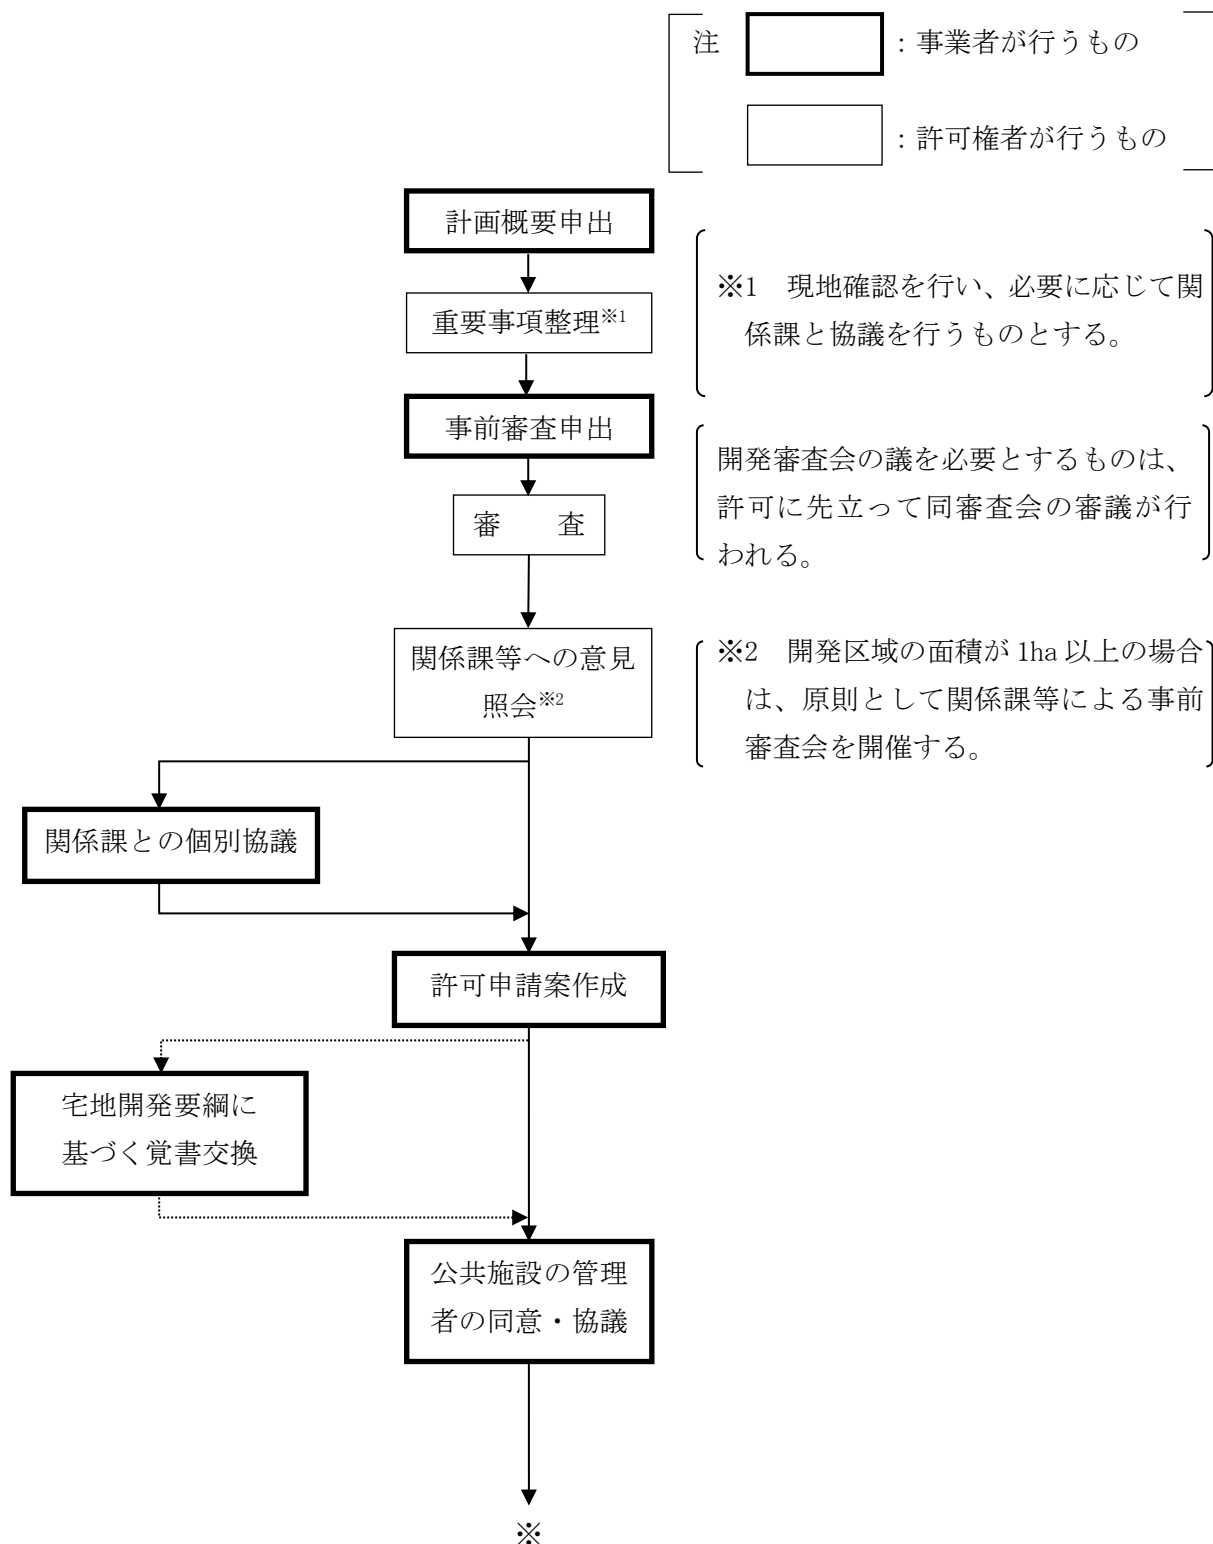 注 ：事業者が行うもの
：許可権者が行うもの
計画概要申出
重要事項整理※1
※1　現地確認を行い、必要に応じて関
係課と協議を行うものとする。
事前審査申出
開発審査会の議を必要とするものは、
許可に先立って同審査会の審議が行
われる。
審　　査
関係課等への意見
照会※2
※2　開発区域の面積が 1ha 以上の場合
は、原則として関係課等による事前
審査会を開催する。
関係課との個別協議
許可申請案作成
宅地開発要綱に
基づく覚書交換
公共施設の管理
者の同意・協議
※